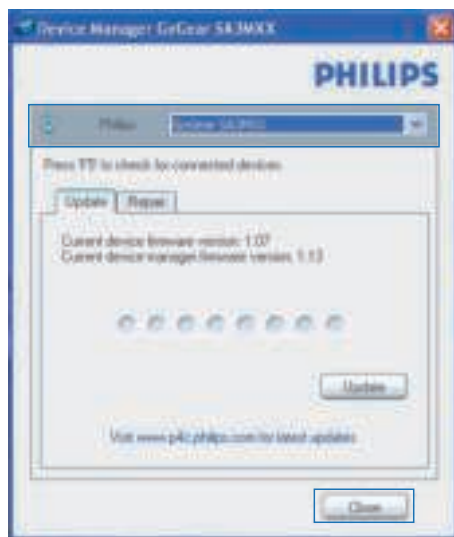 Device Manager GoGear SA3MXX
PHILIPS
Philips GoGear SA3MXX
Press 'F5' to check for connected devices
Update Repair
Current device firmware version: 1.07
Current device manager firmware version: 1.13
Update
Visit www.p4c.philips.com for latest updates
Close